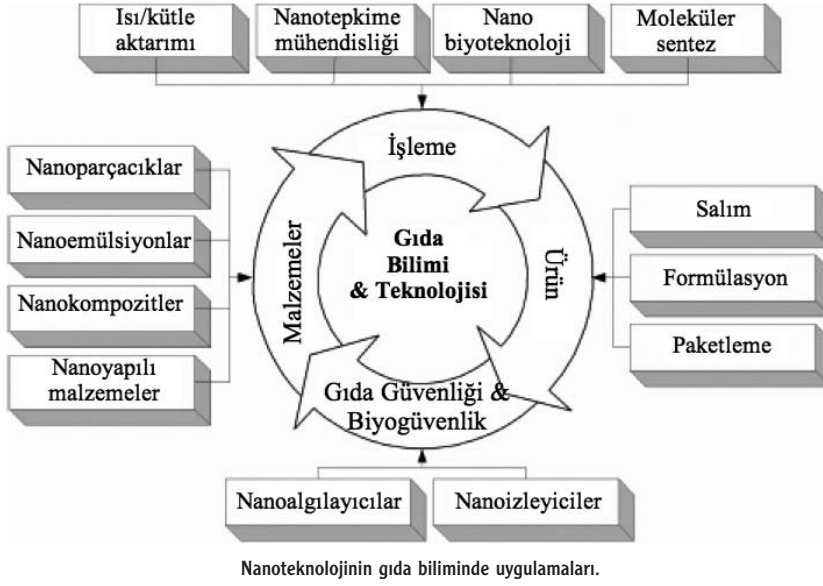 Isı/kütle
aktarımı
Nanotepkime
mühendisliği
Nano
biyoteknoloji
Moleküler
sentez
İşleme
Nanoparçacıklar
Nanoemülsiyonlar
Nanokompozitler
Nanoyapılı
malzemeler
Malzemeler
Gıda
Bilimi
& Teknolojisi
Ürün
Salım
Formülasyon
Paketleme
Gıda Güvenliği &
Biyogüvenlik
Nanoalgılayıcılar
Nanoizleyiciler
Nanoteknolojinin gıda biliminde uygulamaları.